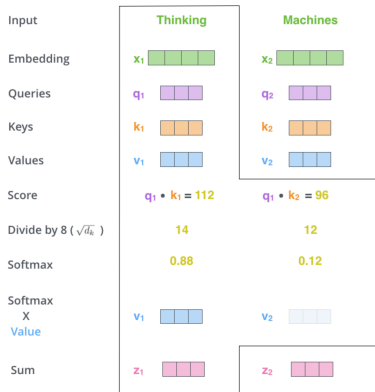 Input Thinking Machines
Embedding x₁ x₂
Queries q₁ q₂
Keys k₁ k₂
Values v₁ v₂
Score q₁ • k₁ = 112 q₁ • k₂ = 96
Divide by 8 ( √dₖ ) 14 12
Softmax 0.88 0.12
Softmax
X
Value v₁ v₂
Sum z₁ z₂